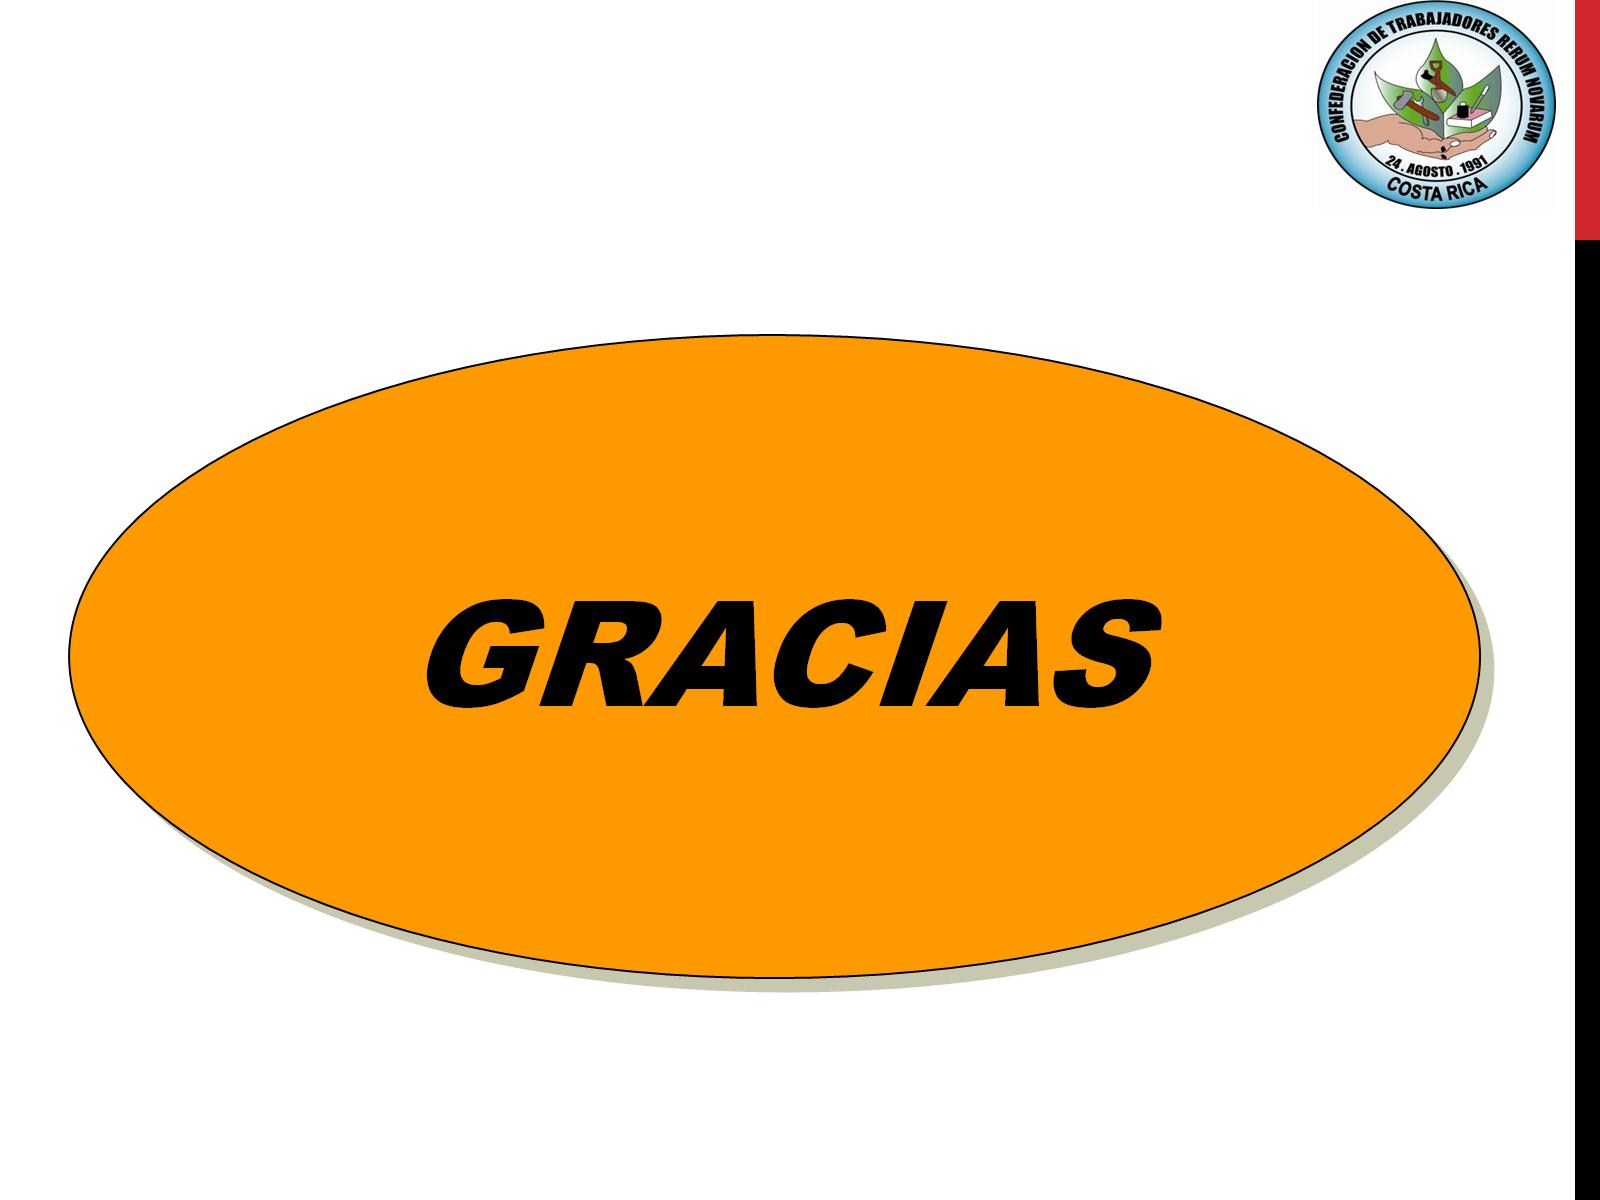 CONFEDERACION DE TRABAJADORES RERUM NOVARUM
24 . AGOSTO . 1991
COSTA RICA
GRACIAS